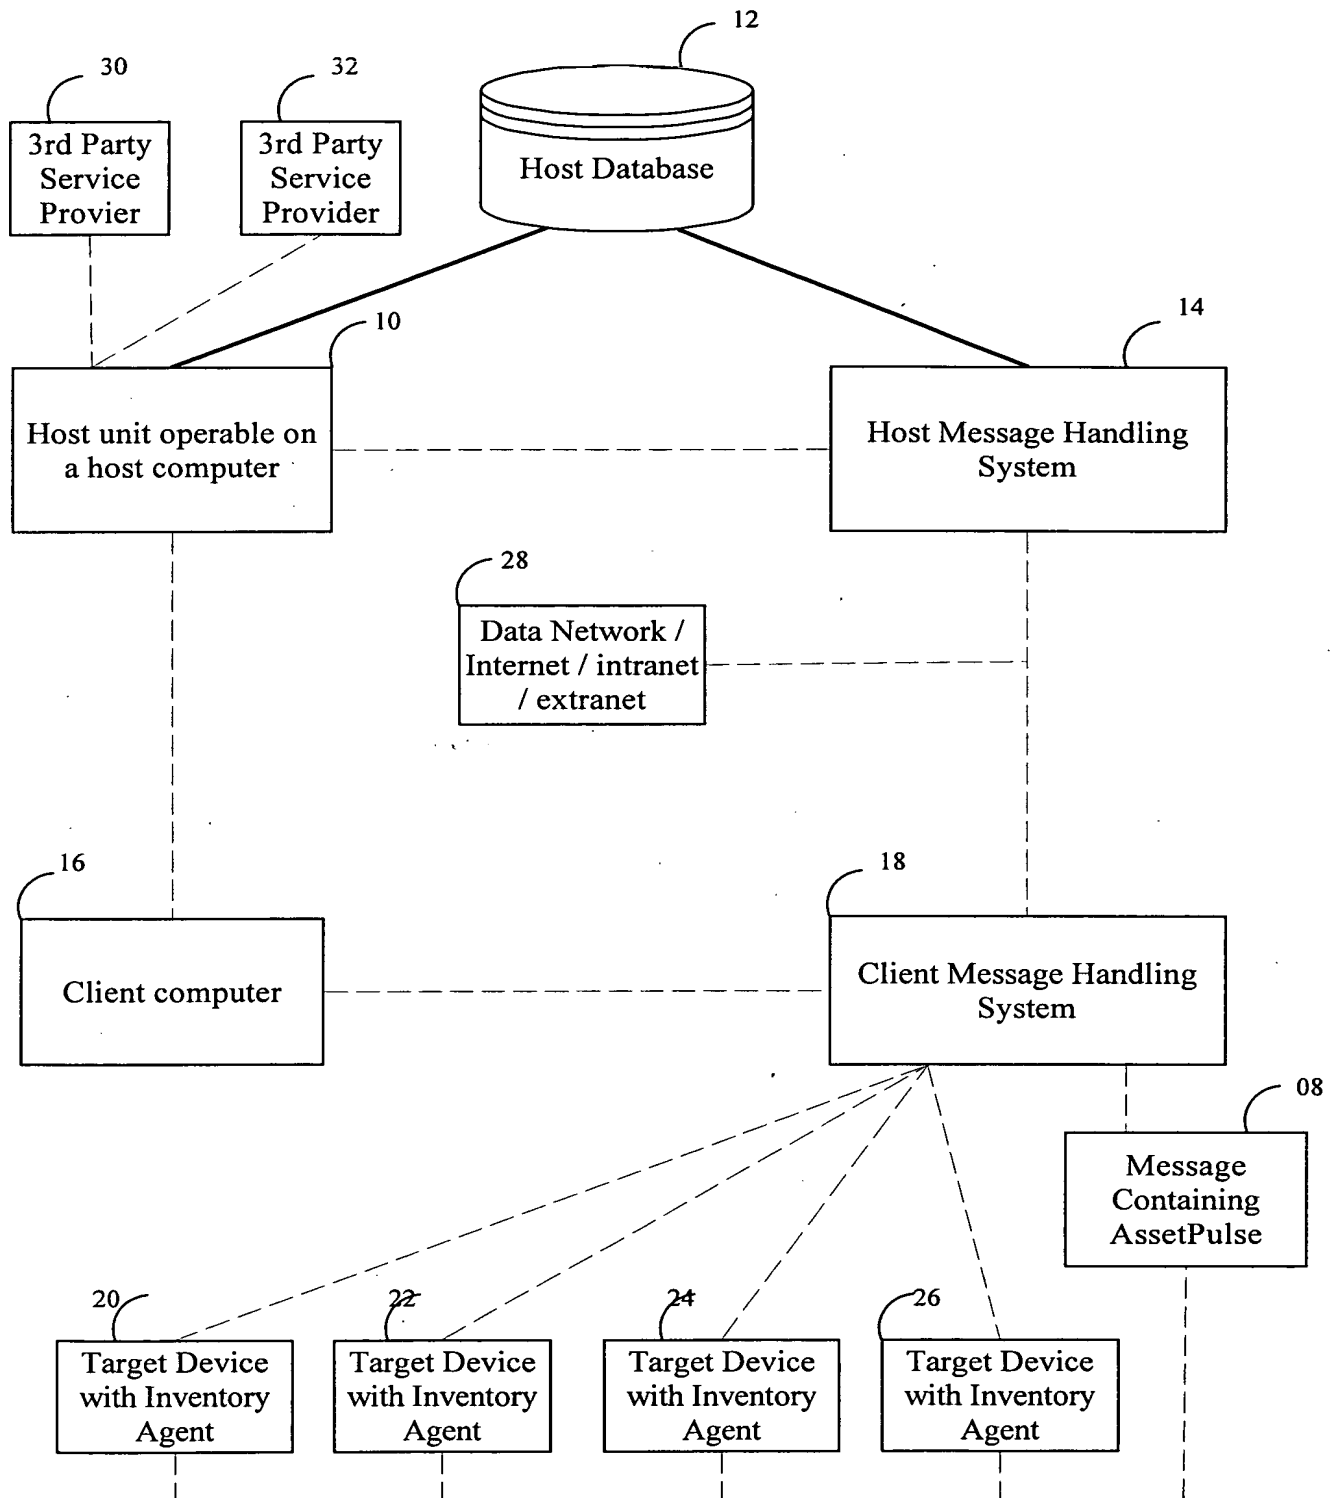 12
30
32
3rd Party
Service
Provier
3rd Party
Service
Provider
Host Database
10
14
Host unit operable on
a host computer
Host Message Handling
System
28
Data Network /
Internet / intranet
/ extranet
16
18
Client computer
Client Message Handling
System
08
Message
Containing
AssetPulse
20
22
24
26
Target Device
with Inventory
Agent
Target Device
with Inventory
Agent
Target Device
with Inventory
Agent
Target Device
with Inventory
Agent